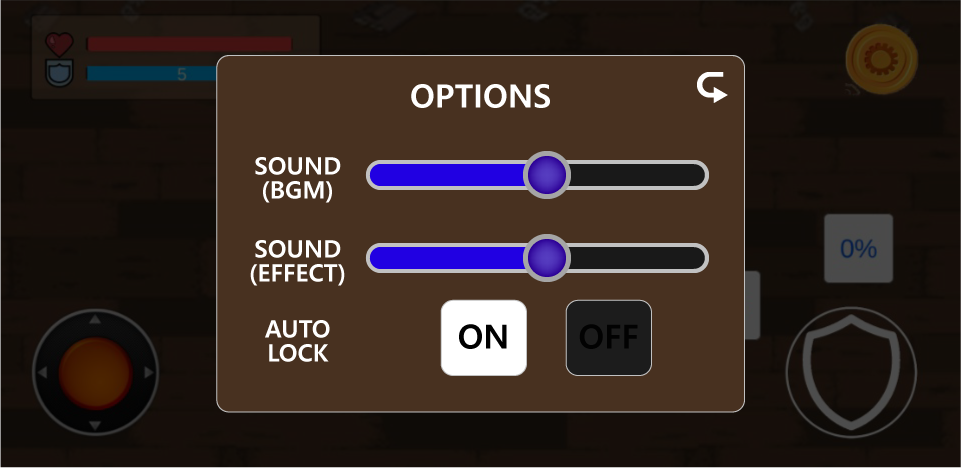 5
OPTIONS
SOUND
(BGM)
SOUND
(EFFECT)
0%
AUTO
LOCK
ON
OFF